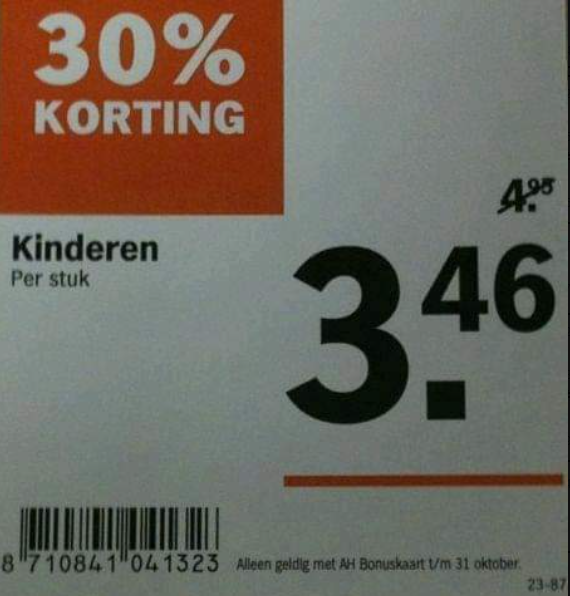 30%
KORTING
4.95
Kinderen
Per stuk
3.46
8 710841 041323
Alleen geldig met AH Bonuskaart t/m 31 oktober.
23-87